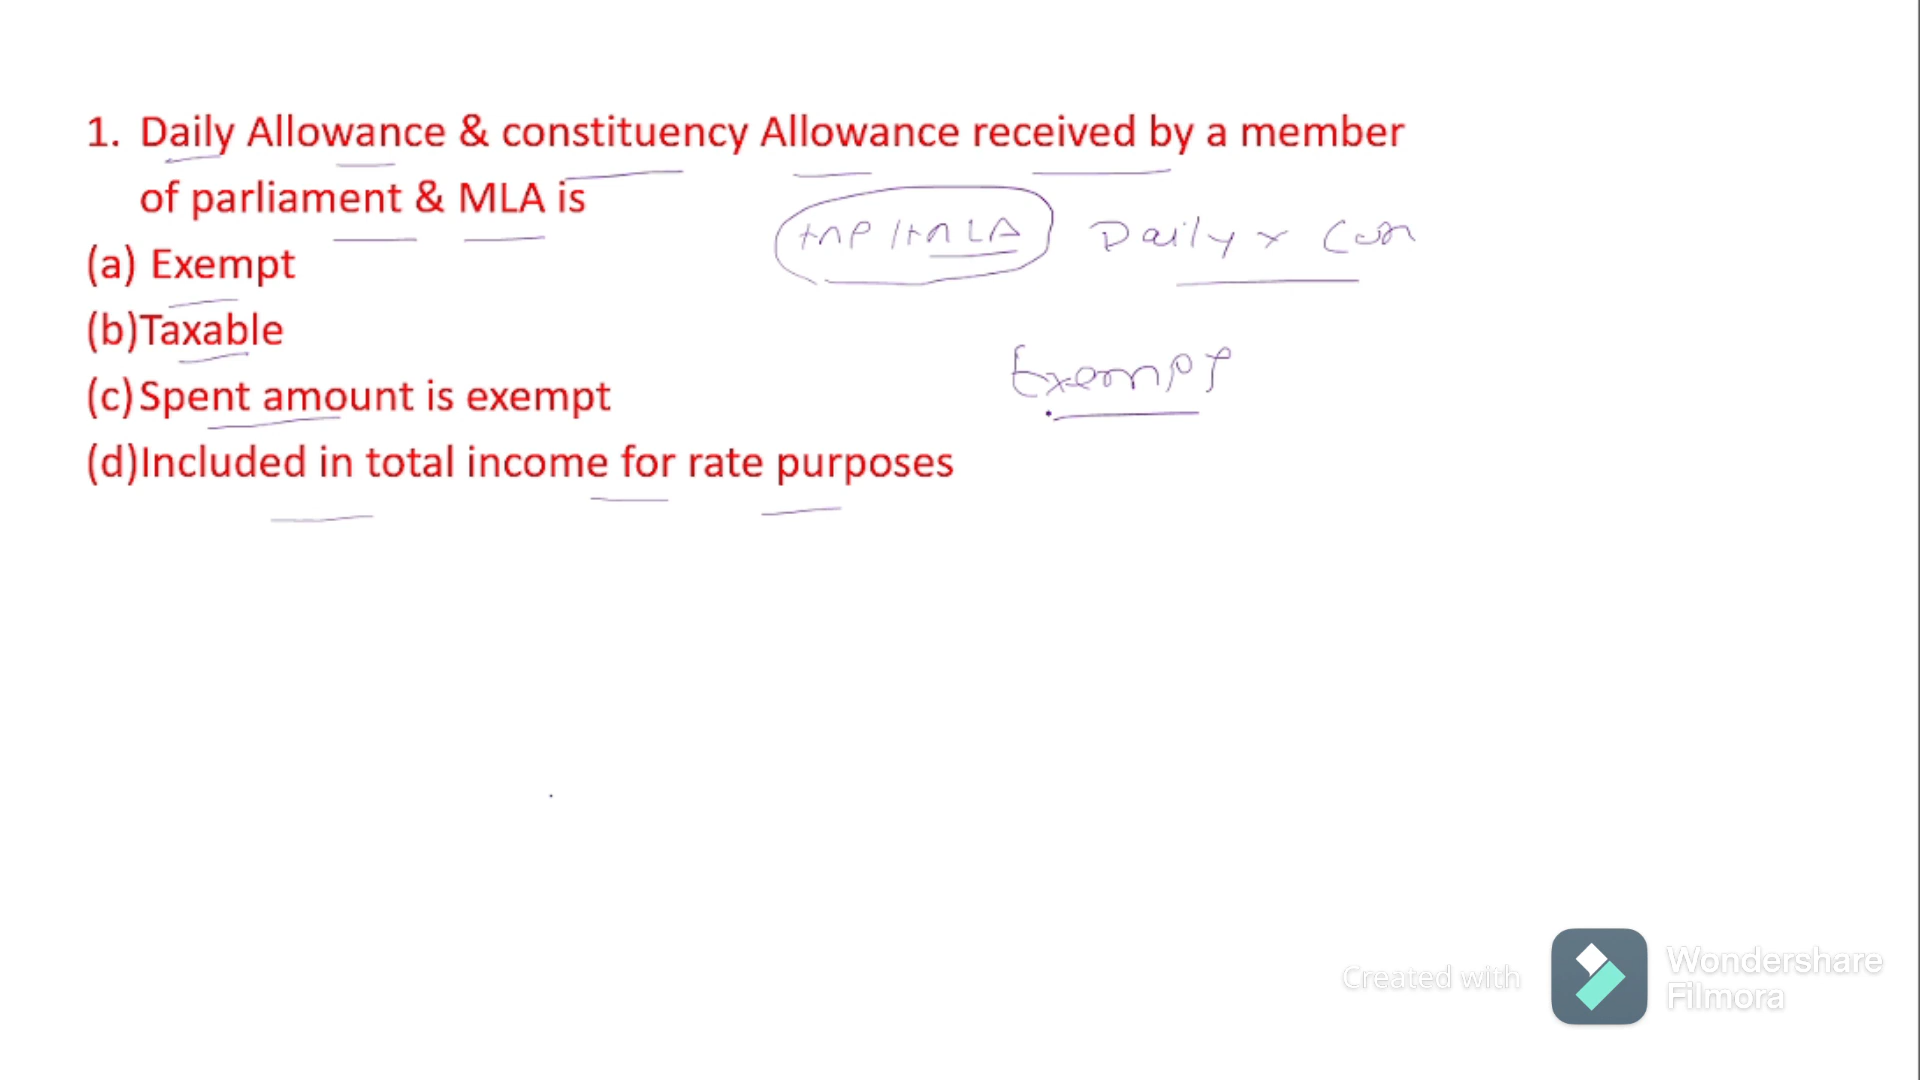 1. Daily Allowance & constituency Allowance received by a member
of parliament & MLA is
MP / MLA Daily & Con
(a) Exempt
(b)Taxable
Exempt
(c)Spent amount is exempt
(d)Included in total income for rate purposes
Created with
Wondershare
Filmora